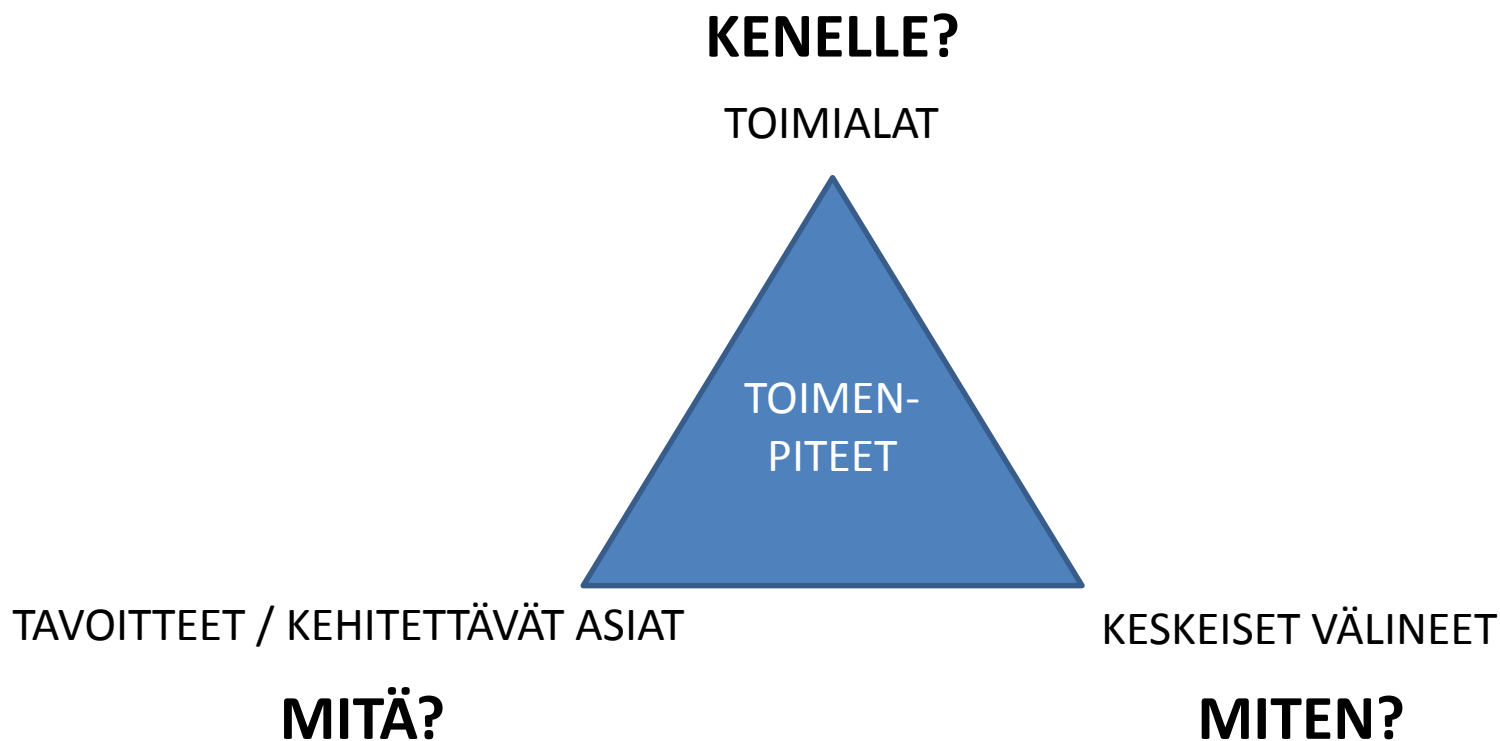 KENELLE?
TOIMIALAT
TOIMEN-
PITEET
TAVOITTEET / KEHITETTÄVÄT ASIAT
MITÄ?
KESKEISET VÄLINEET
MITEN?